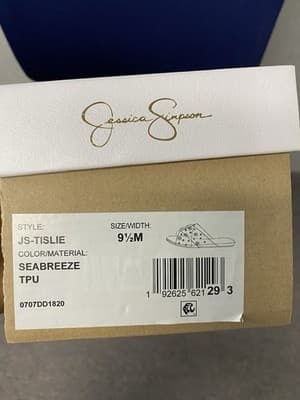 Jessica Simpson
STYLE:
JS-TISLIE
SIZE/WIDTH:
9½M
COLOR/MATERIAL:
SEABREEZE
TPU
0707DD1820
1 92625 621 29 3